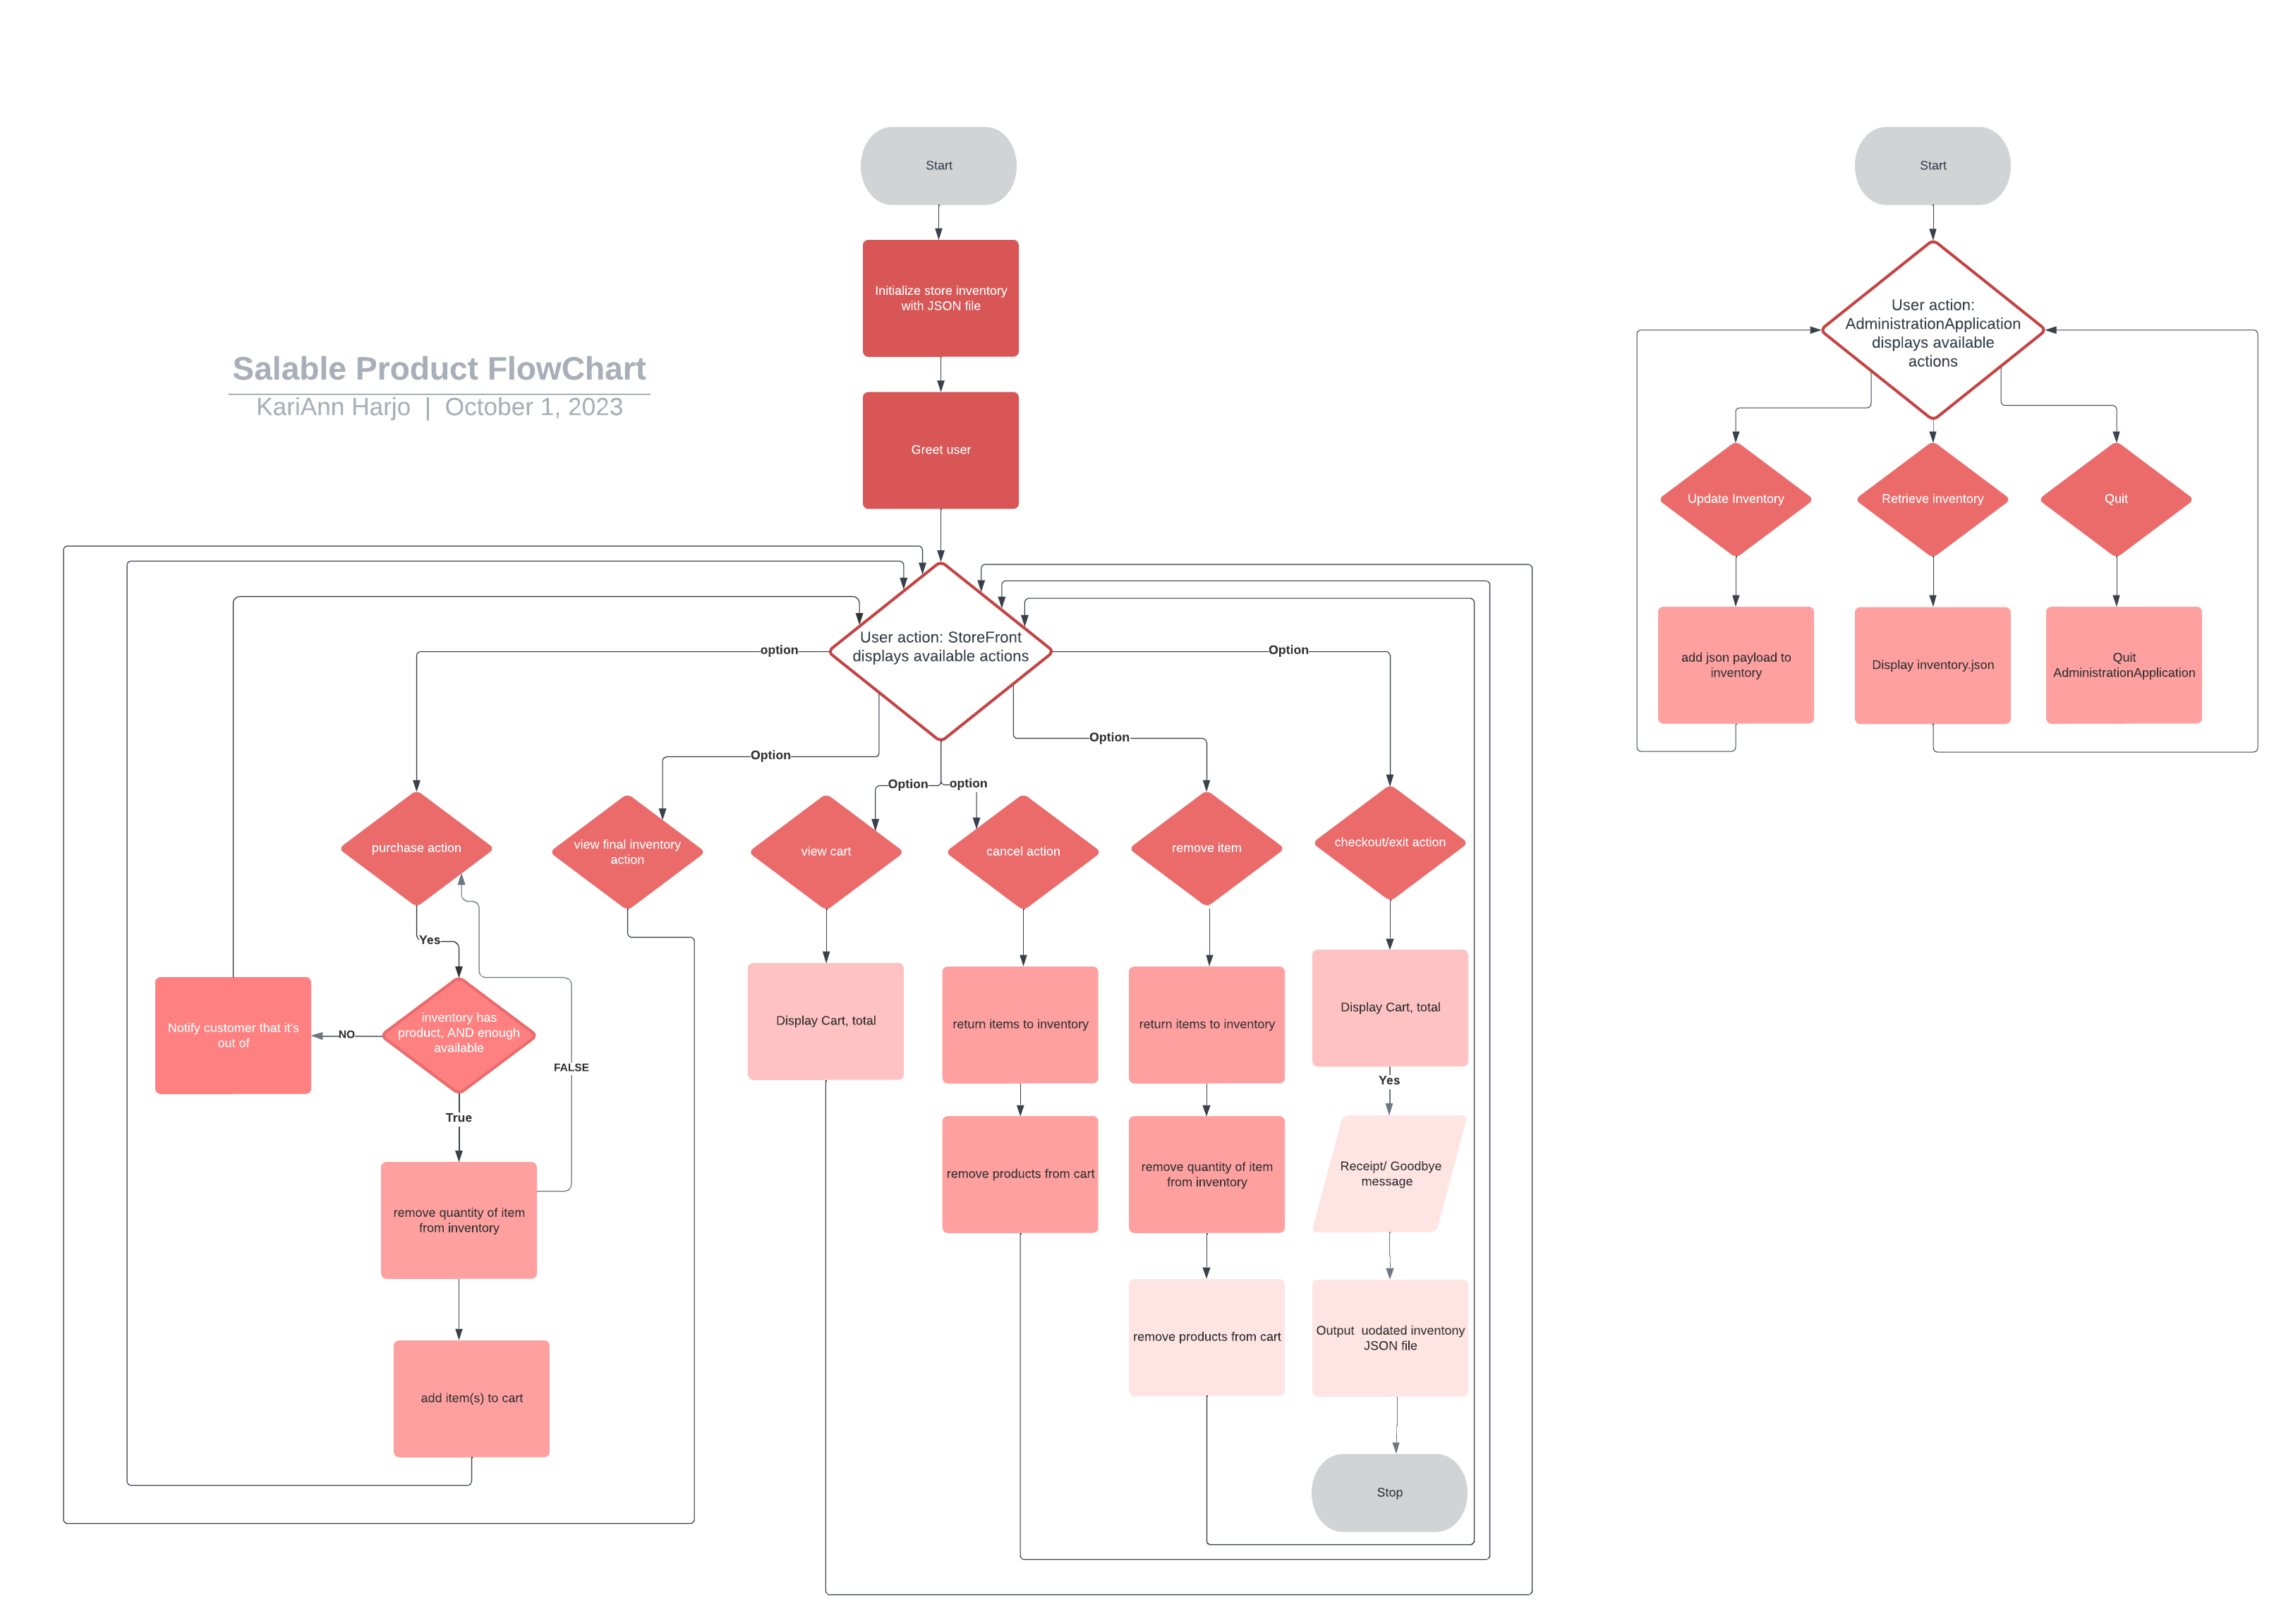 Salable Product FlowChart
KariAnn Harjo | October 1, 2023
Start
Initialize store inventory
with JSON file
Greet user
User action: StoreFront
displays available actions
option
Option
Option
option
Option
Option
purchase action
view final inventory
action
view cart
cancel action
remove item
checkout/exit action
Yes
inventory has
product, AND enough
available
NO
Notify customer that it's
out of
True
FALSE
remove quantity of item
from inventory
add item(s) to cart
Display Cart, total
return items to inventory
remove products from cart
return items to inventory
remove quantity of item
from inventory
remove products from cart
Display Cart, total
Yes
Receipt/ Goodbye
message
Output  uodated inventony
JSON file
Stop
Start
User action:
AdministrationApplication
displays available
actions
Update Inventory
Retrieve inventory
Quit
add json payload to
inventory
Display inventory.json
Quit
AdministrationApplication